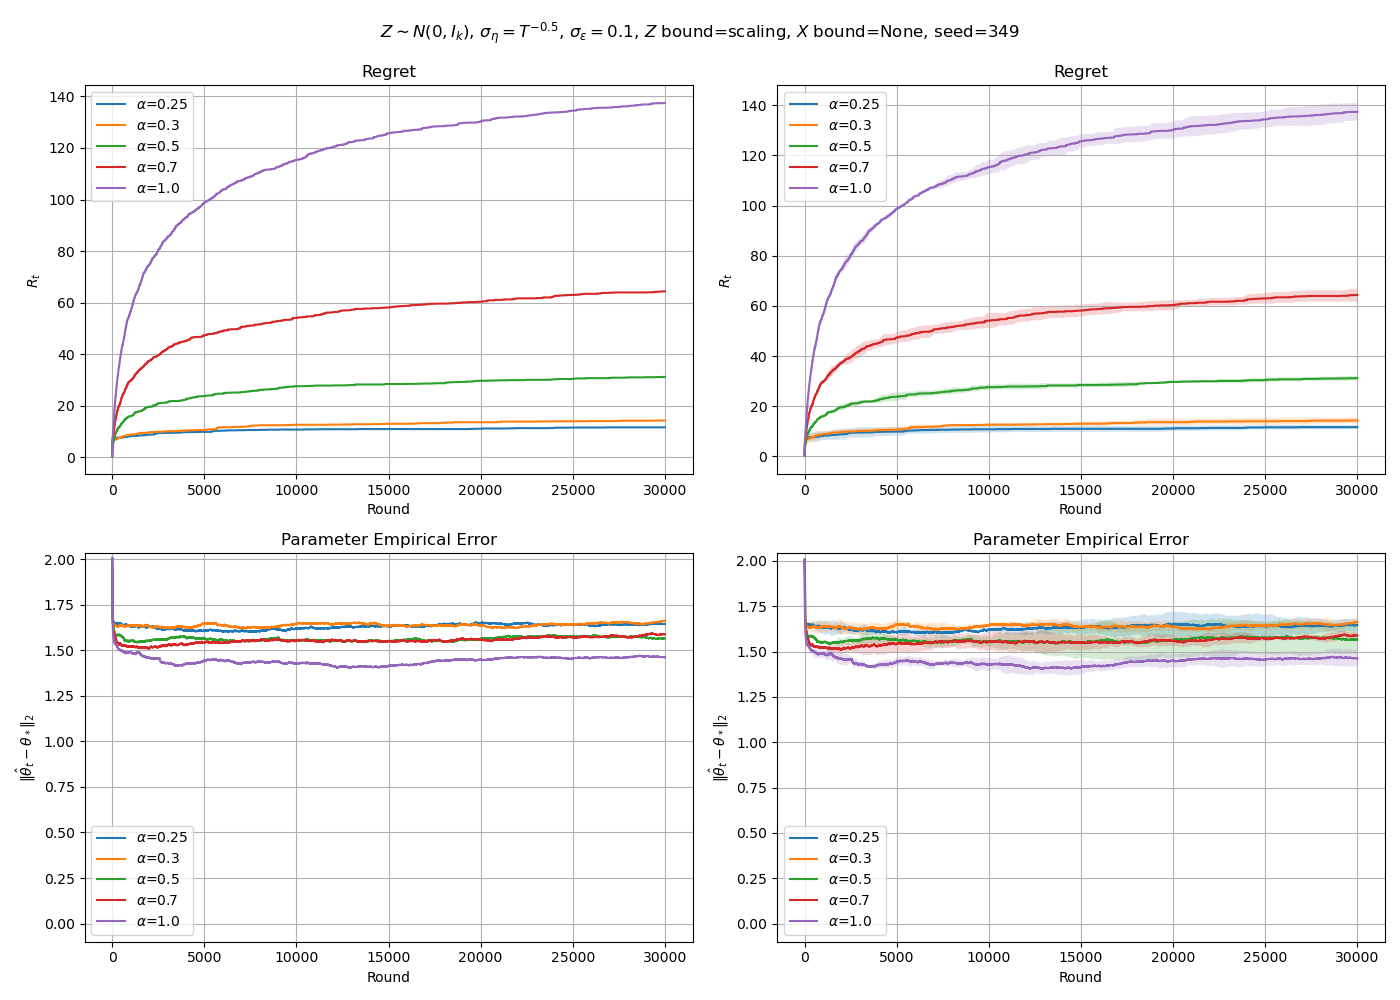 Z ∼ N(0, I_k), σ_η = T^{−0.5}, σ_ε = 0.1, Z bound=scaling, X bound=None, seed=349
Regret
R_t
140
120
100
80
60
40
20
0
α=0.25
α=0.3
α=0.5
α=0.7
α=1.0
0 5000 10000 15000 20000 25000 30000
Round
Regret
R_t
140
120
100
80
60
40
20
0
α=0.25
α=0.3
α=0.5
α=0.7
α=1.0
0 5000 10000 15000 20000 25000 30000
Round
Parameter Empirical Error
‖θ̂_t − θ_*‖_2
2.00
1.75
1.50
1.25
1.00
0.75
0.50
0.25
0.00
α=0.25
α=0.3
α=0.5
α=0.7
α=1.0
0 5000 10000 15000 20000 25000 30000
Round
Parameter Empirical Error
‖θ̂_t − θ_*‖_2
2.00
1.75
1.50
1.25
1.00
0.75
0.50
0.25
0.00
α=0.25
α=0.3
α=0.5
α=0.7
α=1.0
0 5000 10000 15000 20000 25000 30000
Round